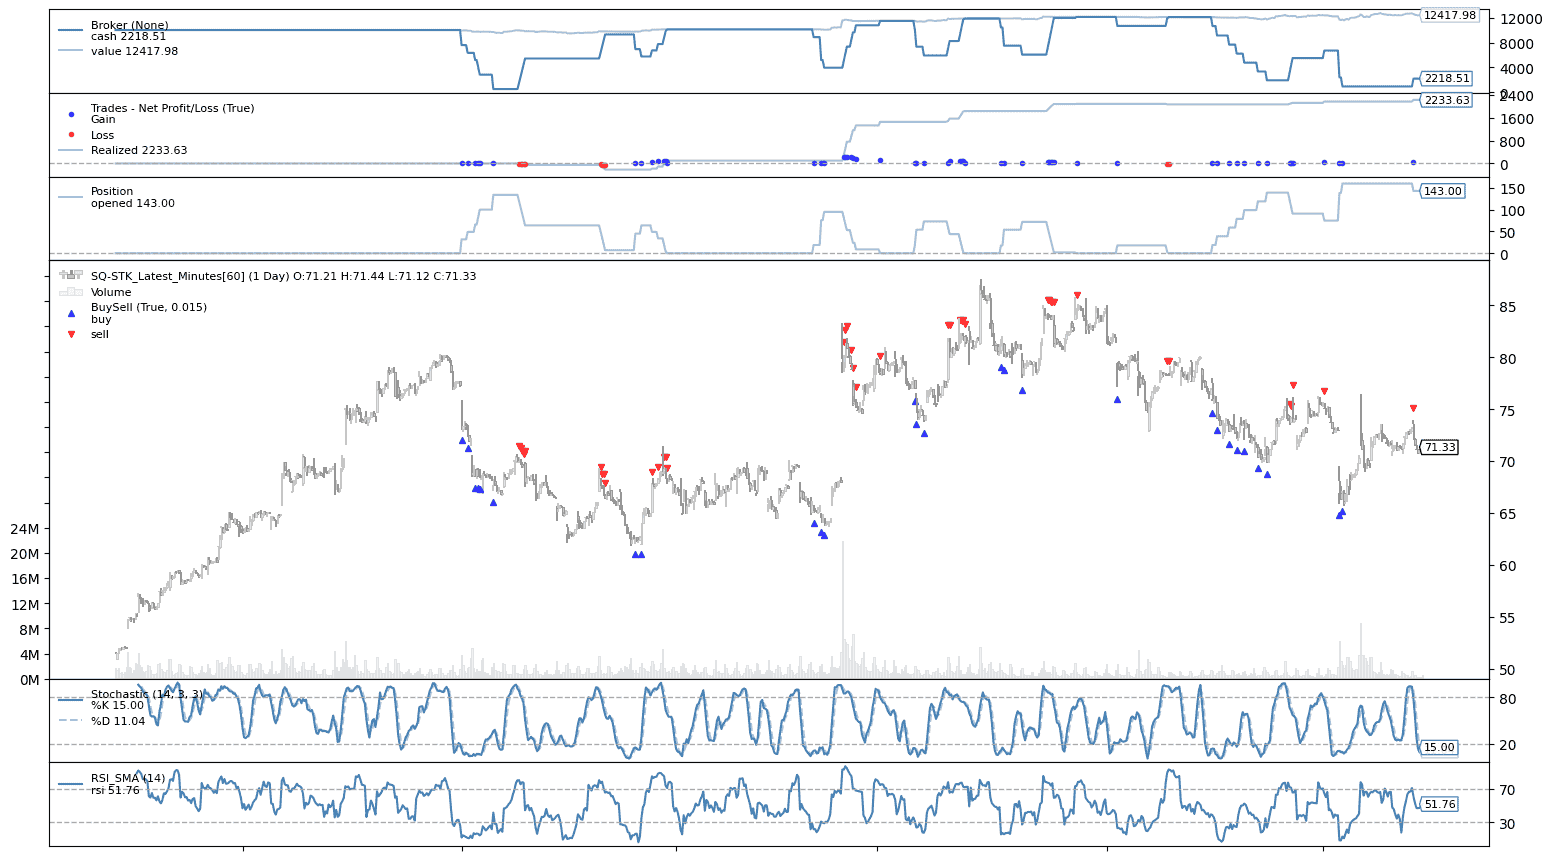 Broker (None)
cash 2218.51
value 12417.98
12417.98
12000
8000
4000
2218.51
0
Trades - Net Profit/Loss (True)
Gain
Loss
Realized 2233.63
2400
2233.63
1600
800
0
Position
opened 143.00
150
143.00
100
50
0
SQ-STK_Latest_Minutes[60] (1 Day) O:71.21 H:71.44 L:71.12 C:71.33
Volume
BuySell (True, 0.015)
buy
sell
85
80
75
71.33
70
65
60
55
50
24M
20M
16M
12M
8M
4M
0M
Stochastic (14, 3, 3)
%K 15.00
%D 11.04
80
20
15.00
RSI_SMA (14)
rsi 51.76
70
51.76
30